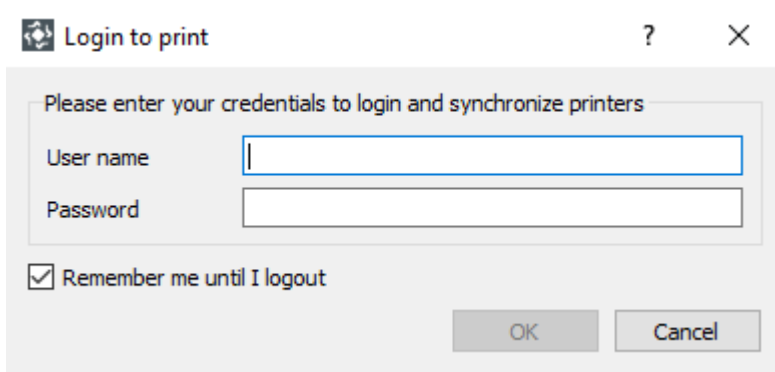 Login to print
?
Please enter your credentials to login and synchronize printers
User name
Password
Remember me until I logout
OK
Cancel